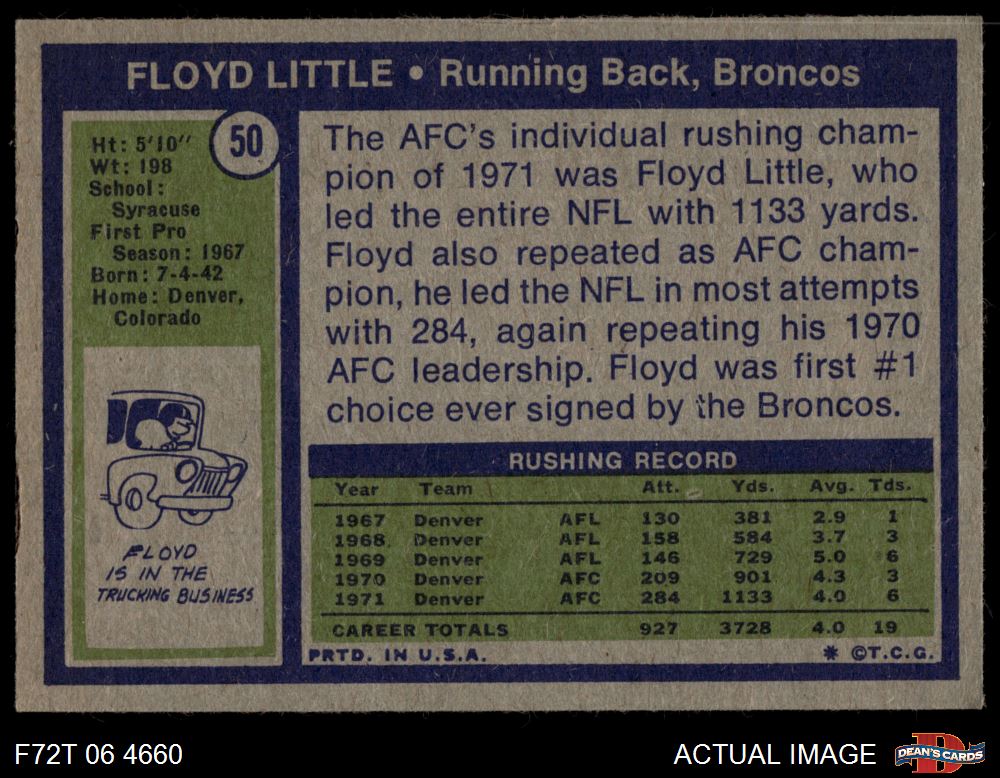 FLOYD LITTLE • Running Back, Broncos
50
Ht: 5'10"
Wt: 198
School:
Syracuse
First Pro
Season: 1967
Born: 7-4-42
Home: Denver,
Colorado
FLOYD
IS IN THE
TRUCKING BUSINESS
The AFC's individual rushing cham-
pion of 1971 was Floyd Little, who
led the entire NFL with 1133 yards.
Floyd also repeated as AFC cham-
pion, he led the NFL in most attempts
with 284, again repeating his 1970
AFC leadership. Floyd was first #1
choice ever signed by the Broncos.
RUSHING RECORD
Year Team Att. Yds. Avg. Tds.
1967 Denver AFL 130 381 2.9 1
1968 Denver AFL 158 584 3.7 3
1969 Denver AFL 146 729 5.0 6
1970 Denver AFC 209 901 4.3 3
1971 Denver AFC 284 1133 4.0 6
CAREER TOTALS 927 3728 4.0 19
PRTD. IN U.S.A. * ©T.C.G.
F72T 06 4660
ACTUAL IMAGE
DEAN'S CARDS